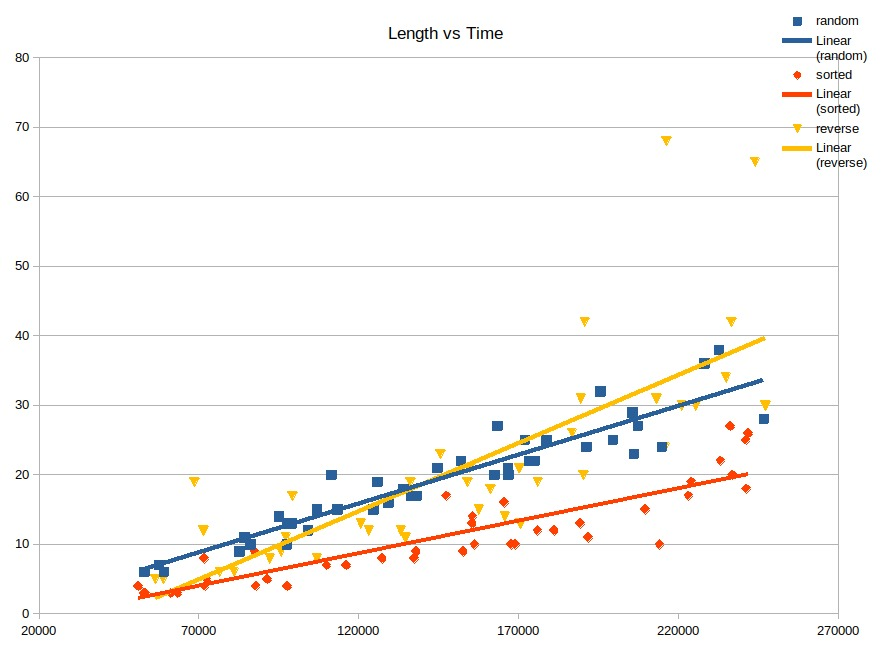 Length vs Time
random
Linear
(random)
sorted
Linear
(sorted)
reverse
Linear
(reverse)
80
70
60
50
40
30
20
10
0
20000 70000 120000 170000 220000 270000